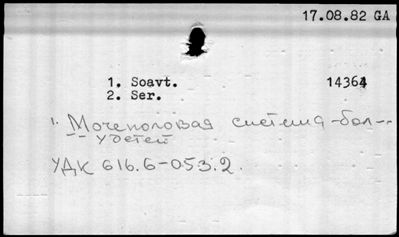 17.08.82 GA
1. Soavt. 14364
2. Ser.
1. Мочеполовая система - бол--
у детей
УДК 616.6-053.2.